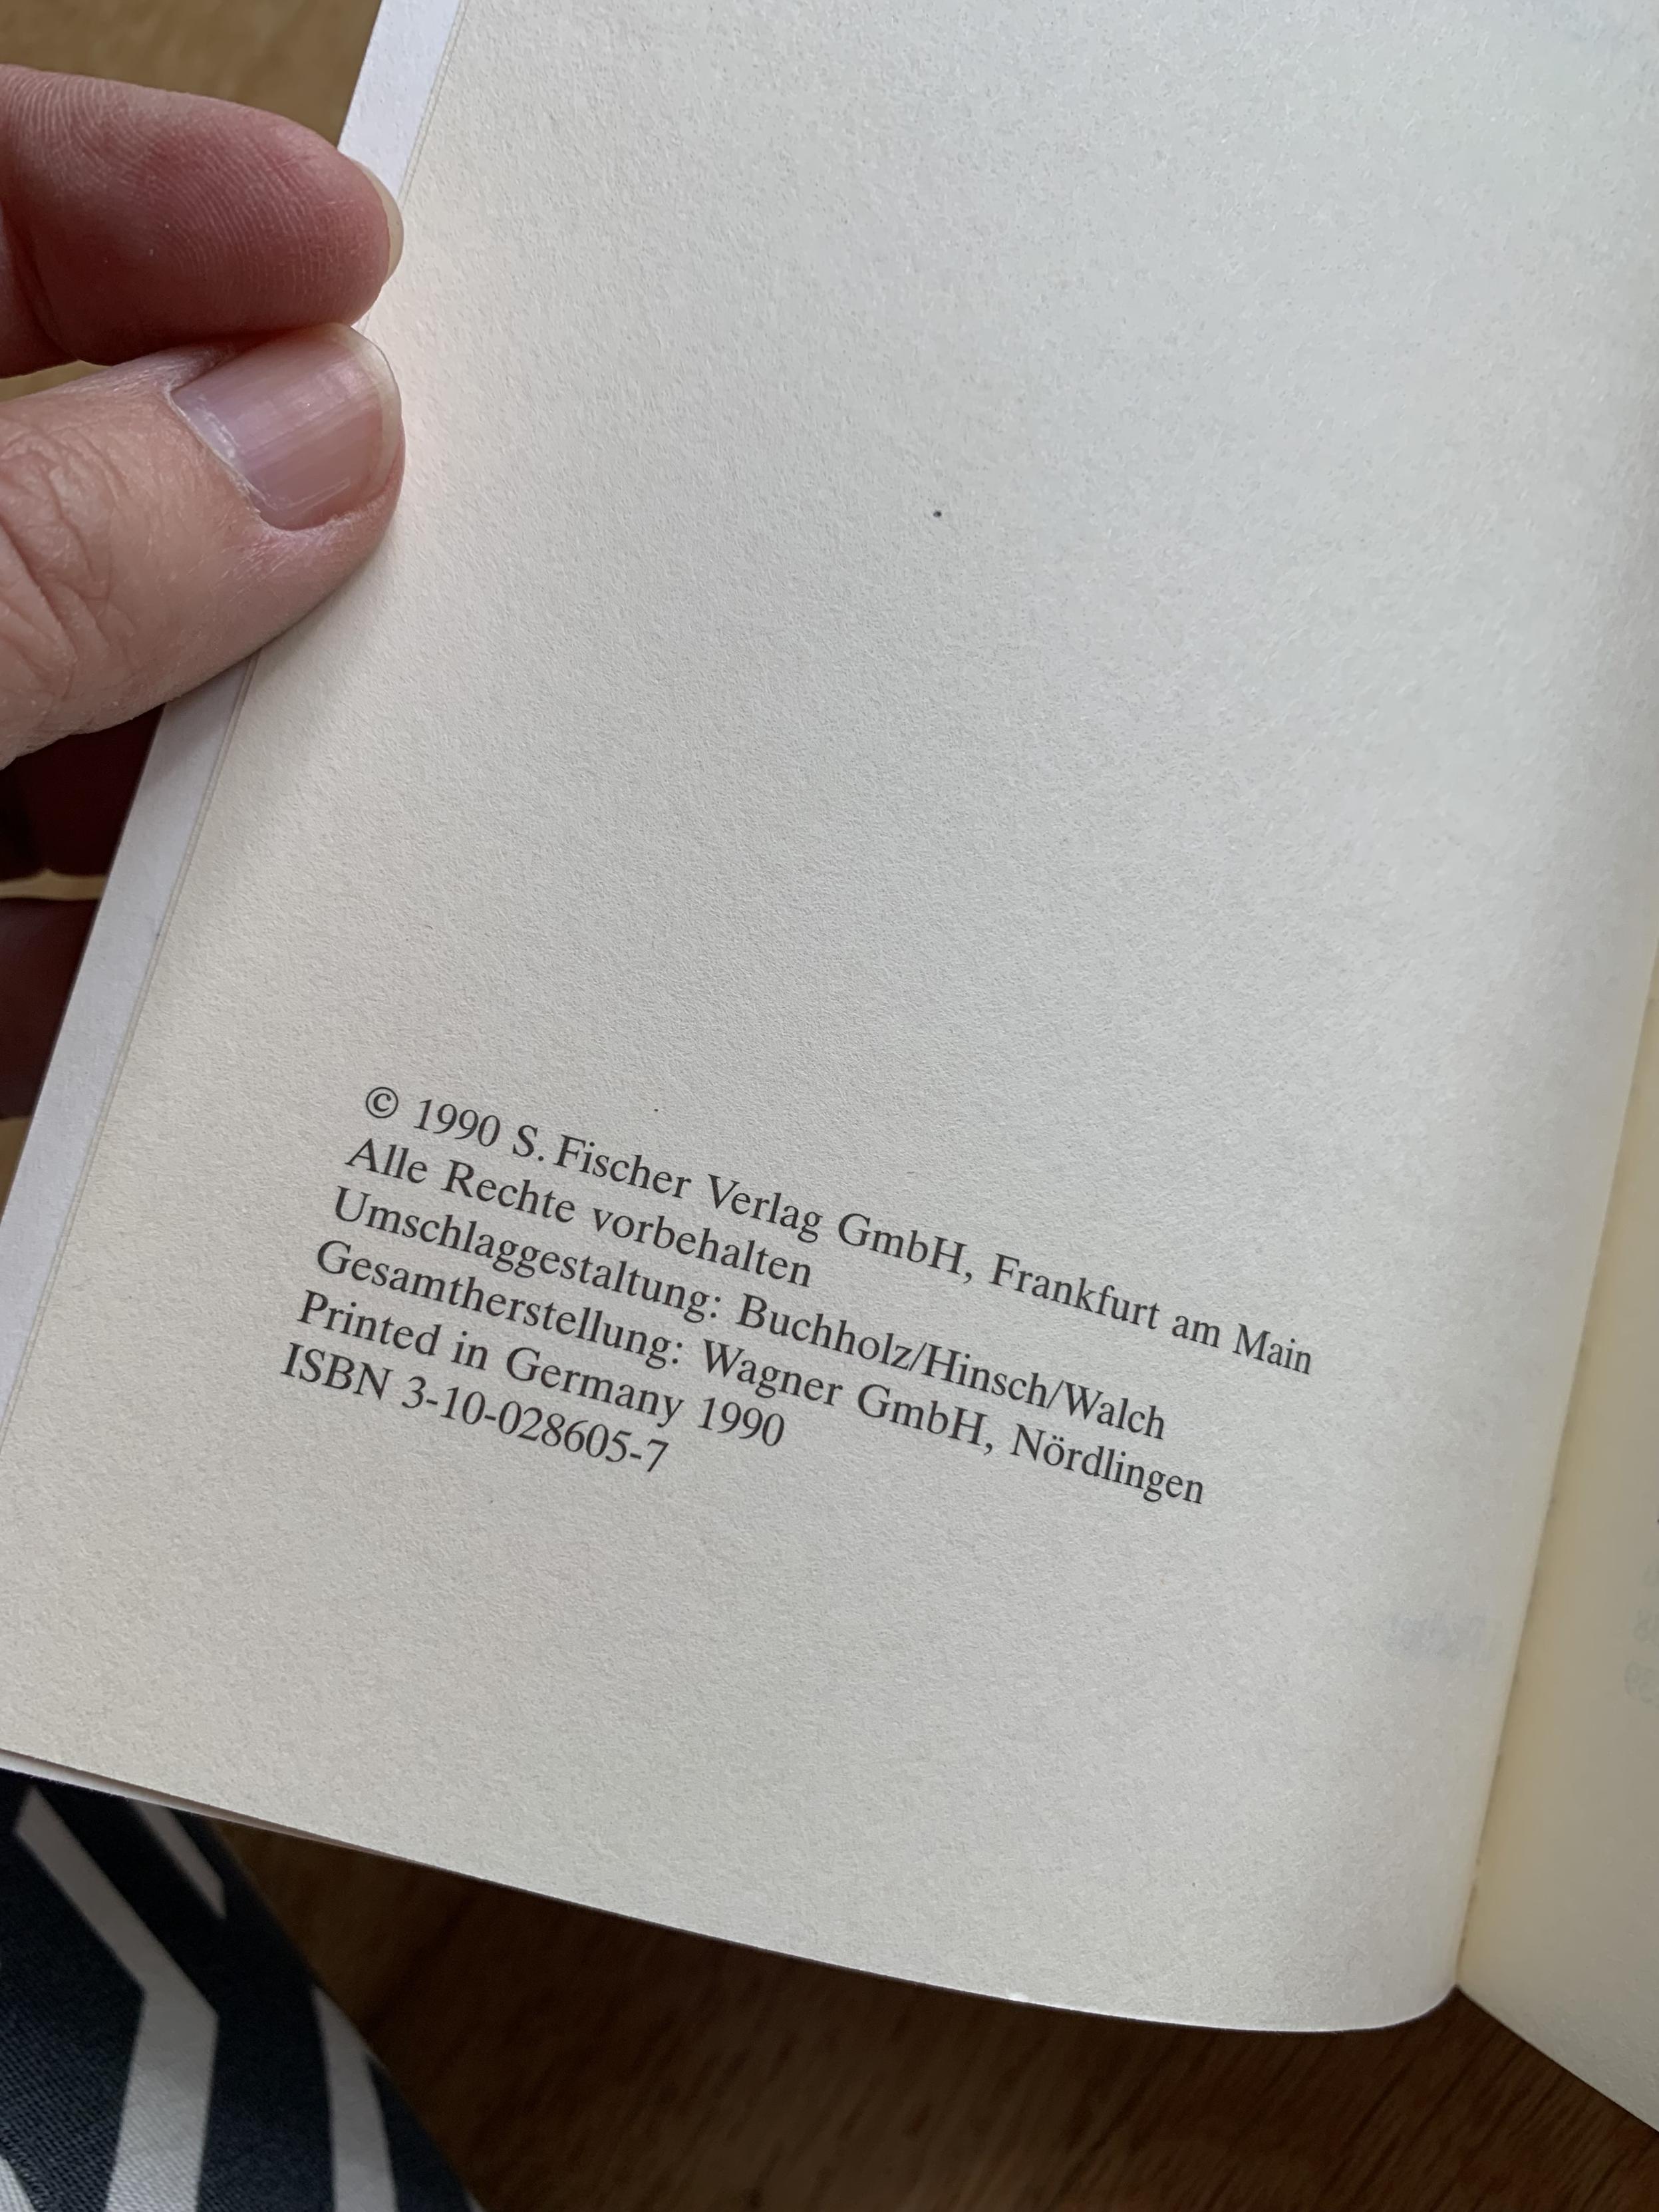 © 1990 S. Fischer Verlag GmbH, Frankfurt am Main
Alle Rechte vorbehalten
Umschlaggestaltung: Buchholz/Hinsch/Walch
Gesamtherstellung: Wagner GmbH, Nördlingen
Printed in Germany 1990
ISBN 3-10-028605-7